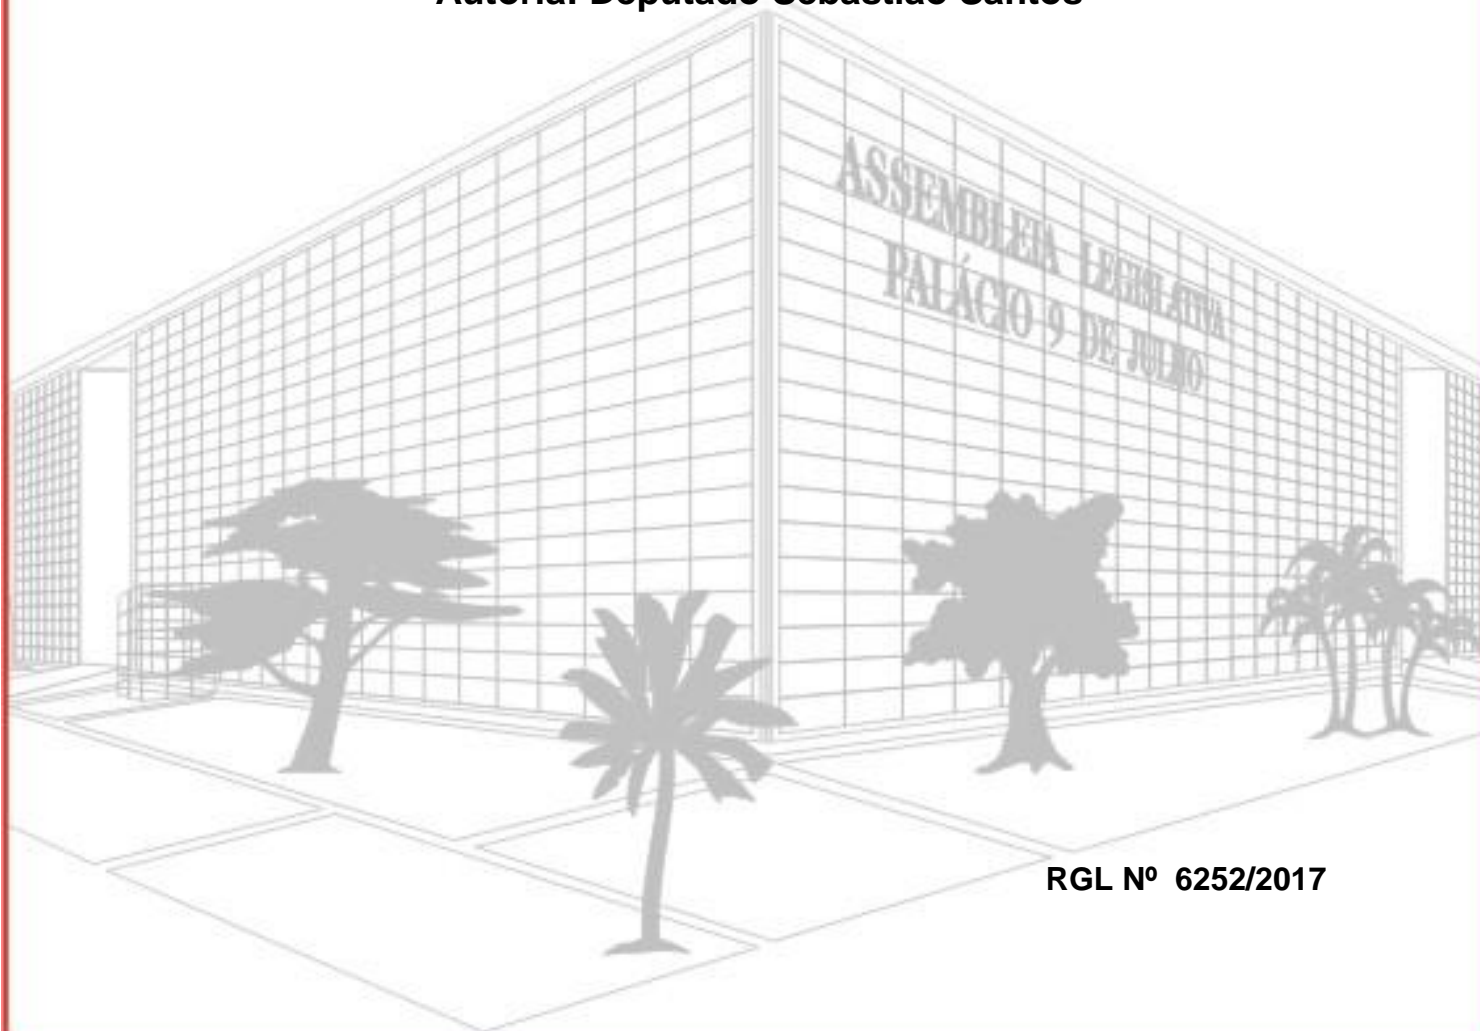 Autoria: Deputado Sebastião Santos
ASSEMBLEIA LEGISLATIVA
PALÁCIO 9 DE JULHO
RGL Nº 6252/2017